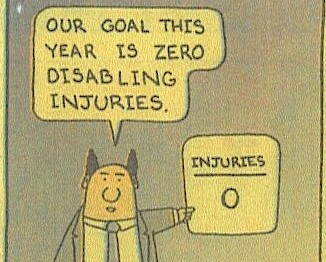 OUR GOAL THIS
YEAR IS ZERO
DISABLING
INJURIES.
INJURIES
0